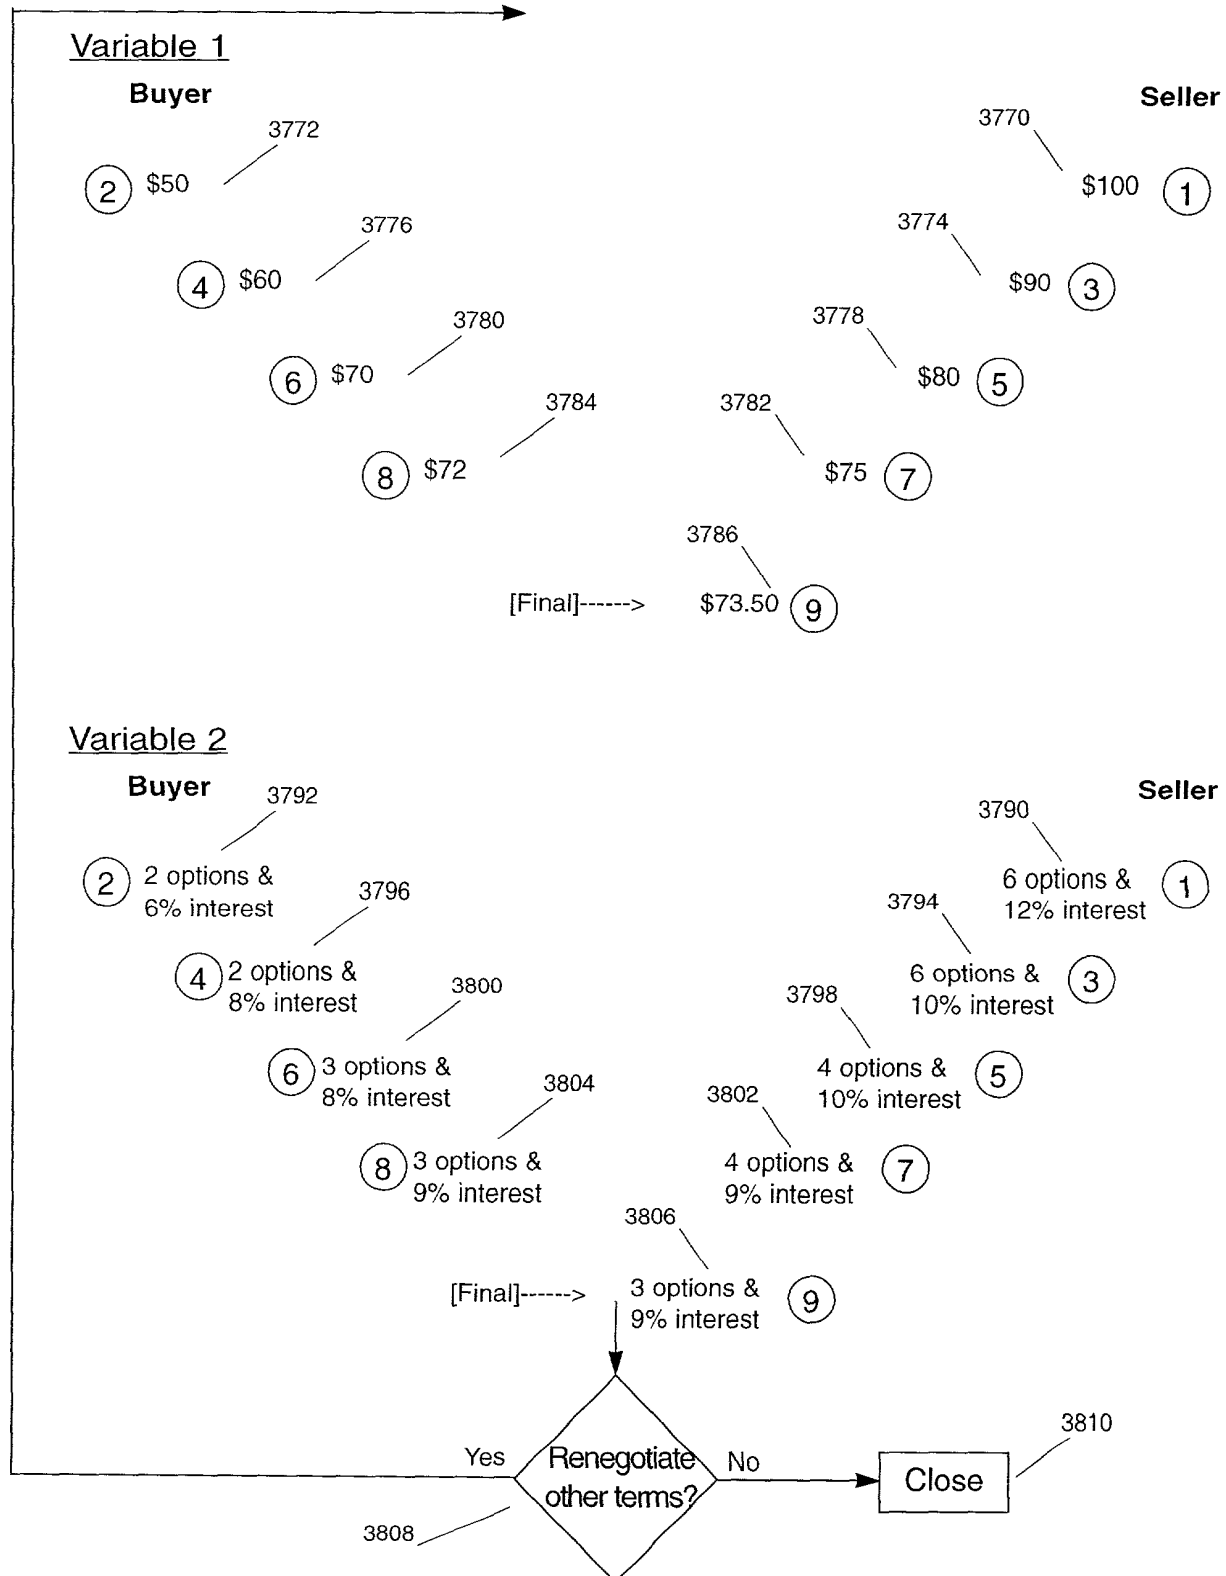 Variable 1
Buyer
Seller
3772
3770
2 $50
$100 1
3776
3774
4 $60
$90 3
3780
3778
6 $70
$80 5
3784
3782
8 $72
$75 7
3786
[Final]------> $73.50 9
Variable 2
Buyer
Seller
3792
3790
2 2 options &
6% interest
6 options & 1
12% interest
3796
3794
4 2 options &
8% interest
6 options & 3
10% interest
3800
3798
6 3 options &
8% interest
4 options & 5
10% interest
3804
3802
8 3 options &
9% interest
4 options & 7
9% interest
3806
[Final]------> 3 options & 9
9% interest
Yes
Renegotiate
other terms?
No
Close
3810
3808